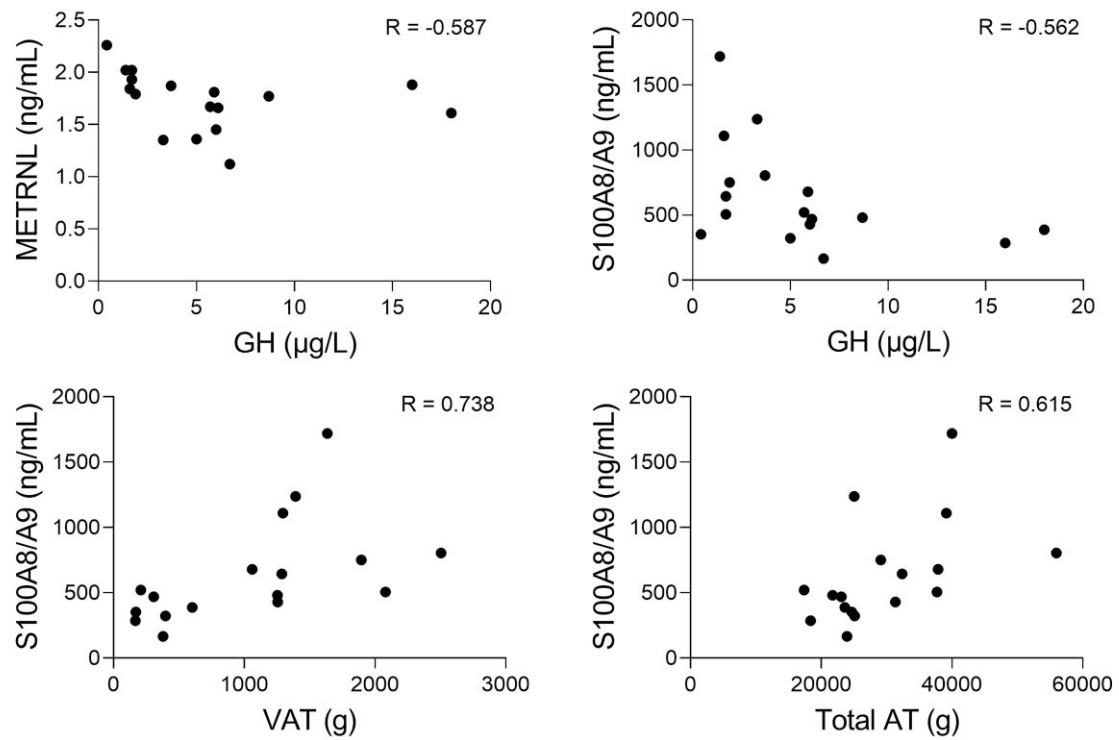 R = -0.587
2.5
2.0
1.5
1.0
0.5
0.0
METRNL (ng/mL)
0 5 10 15 20
GH (µg/L)
R = -0.562
2000
1500
1000
500
0
S100A8/A9 (ng/mL)
0 5 10 15 20
GH (µg/L)
R = 0.738
2000
1500
1000
500
0
S100A8/A9 (ng/mL)
0 1000 2000 3000
VAT (g)
R = 0.615
2000
1500
1000
500
0
S100A8/A9 (ng/mL)
0 20000 40000 60000
Total AT (g)